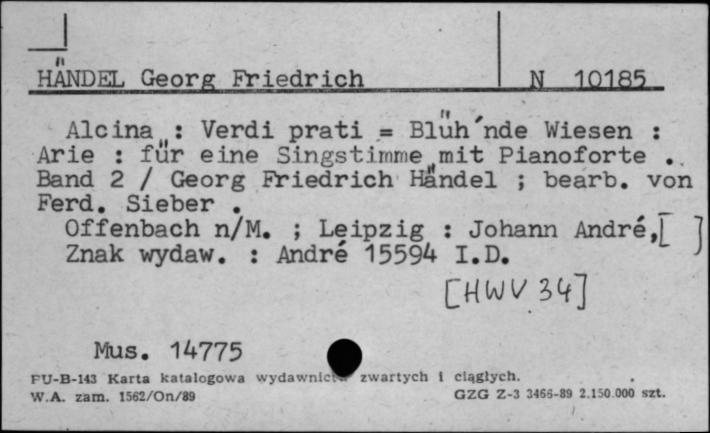 HÄNDEL Georg Friedrich N 10185
Alcina : Verdi prati = Blüh'nde Wiesen :
Arie : für eine Singstimme mit Pianoforte .
Band 2 / Georg Friedrich Händel ; bearb. von
Ferd. Sieber .
Offenbach n/M. ; Leipzig : Johann André,[ ]
Znak wydaw. : André 15594 I.D.
[HWV 34]
Mus. 14775
PU-B-143 Karta katalogowa wydawnictw zwartych i ciągłych.
W.A. zam. 1562/On/89 GZG Z-3 3466-89 2.150.000 szt.